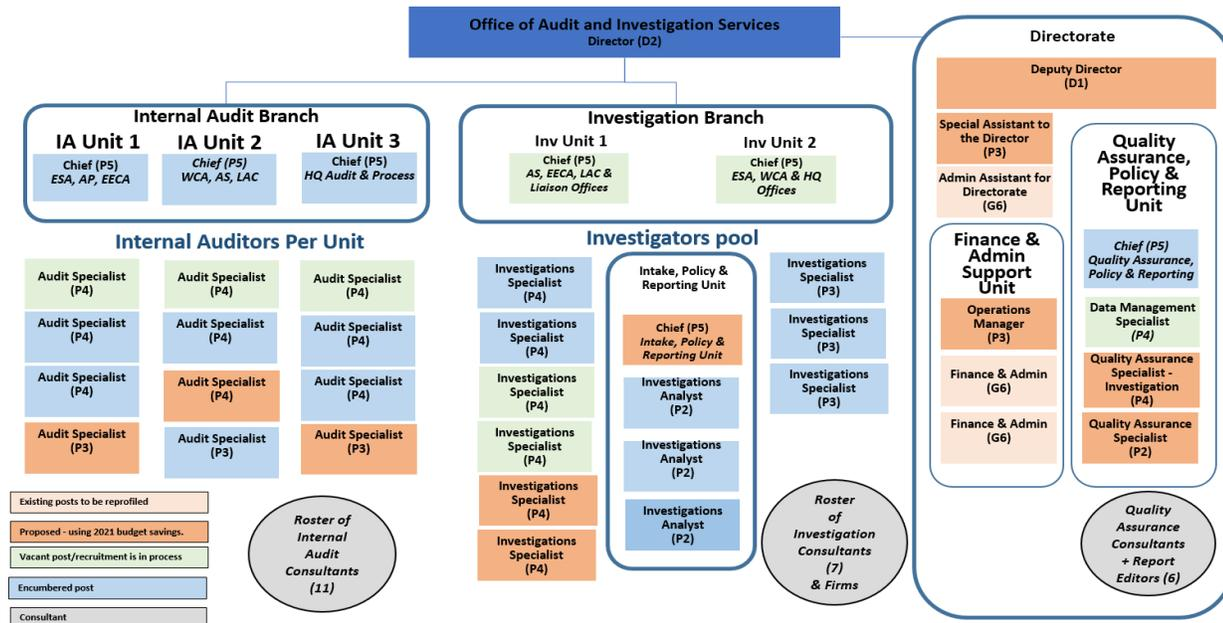 Office of Audit and Investigation Services
Director (D2)
Internal Audit Branch
IA Unit 1
Chief (P5)
ESA, AP, EECA
IA Unit 2
Chief (P5)
WCA, AS, LAC
IA Unit 3
Chief (P5)
HQ Audit & Process
Internal Auditors Per Unit
Audit Specialist
(P4)
Audit Specialist
(P4)
Audit Specialist
(P4)
Audit Specialist
(P4)
Audit Specialist
(P4)
Audit Specialist
(P4)
Audit Specialist
(P4)
Audit Specialist
(P4)
Audit Specialist
(P4)
Audit Specialist
(P3)
Audit Specialist
(P3)
Audit Specialist
(P3)
Existing posts to be reprofiled
Proposed - using 2021 budget savings.
Vacant post/recruitment is in process
Encumbered post
Consultant
Roster of
Internal
Audit
Consultants
(11)
Investigation Branch
Inv Unit 1
Chief (P5)
AS, EECA, LAC &
Liaison Offices
Inv Unit 2
Chief (P5)
ESA, WCA & HQ
Offices
Investigators pool
Investigations
Specialist
(P4)
Investigations
Specialist
(P4)
Investigations
Specialist
(P4)
Investigations
Specialist
(P4)
Investigations
Specialist
(P4)
Investigations
Specialist
(P4)
Intake, Policy &
Reporting Unit
Chief (P5)
Intake, Policy &
Reporting Unit
Investigations
Analyst
(P2)
Investigations
Analyst
(P2)
Investigations
Analyst
(P2)
Investigations
Specialist
(P3)
Investigations
Specialist
(P3)
Investigations
Specialist
(P3)
Roster
of
Investigation
Consultants
(7)
& Firms
Directorate
Deputy Director
(D1)
Special Assistant to
the Director
(P3)
Admin Assistant for
Directorate
(G6)
Finance &
Admin
Support
Unit
Operations
Manager
(P3)
Finance & Admin
(G6)
Finance & Admin
(G6)
Quality
Assurance,
Policy &
Reporting
Unit
Chief (P5)
Quality Assurance,
Policy & Reporting
Data Management
Specialist
(P4)
Quality Assurance
Specialist -
Investigation
(P4)
Quality Assurance
Specialist
(P2)
Quality
Assurance
Consultants
+ Report
Editors (6)